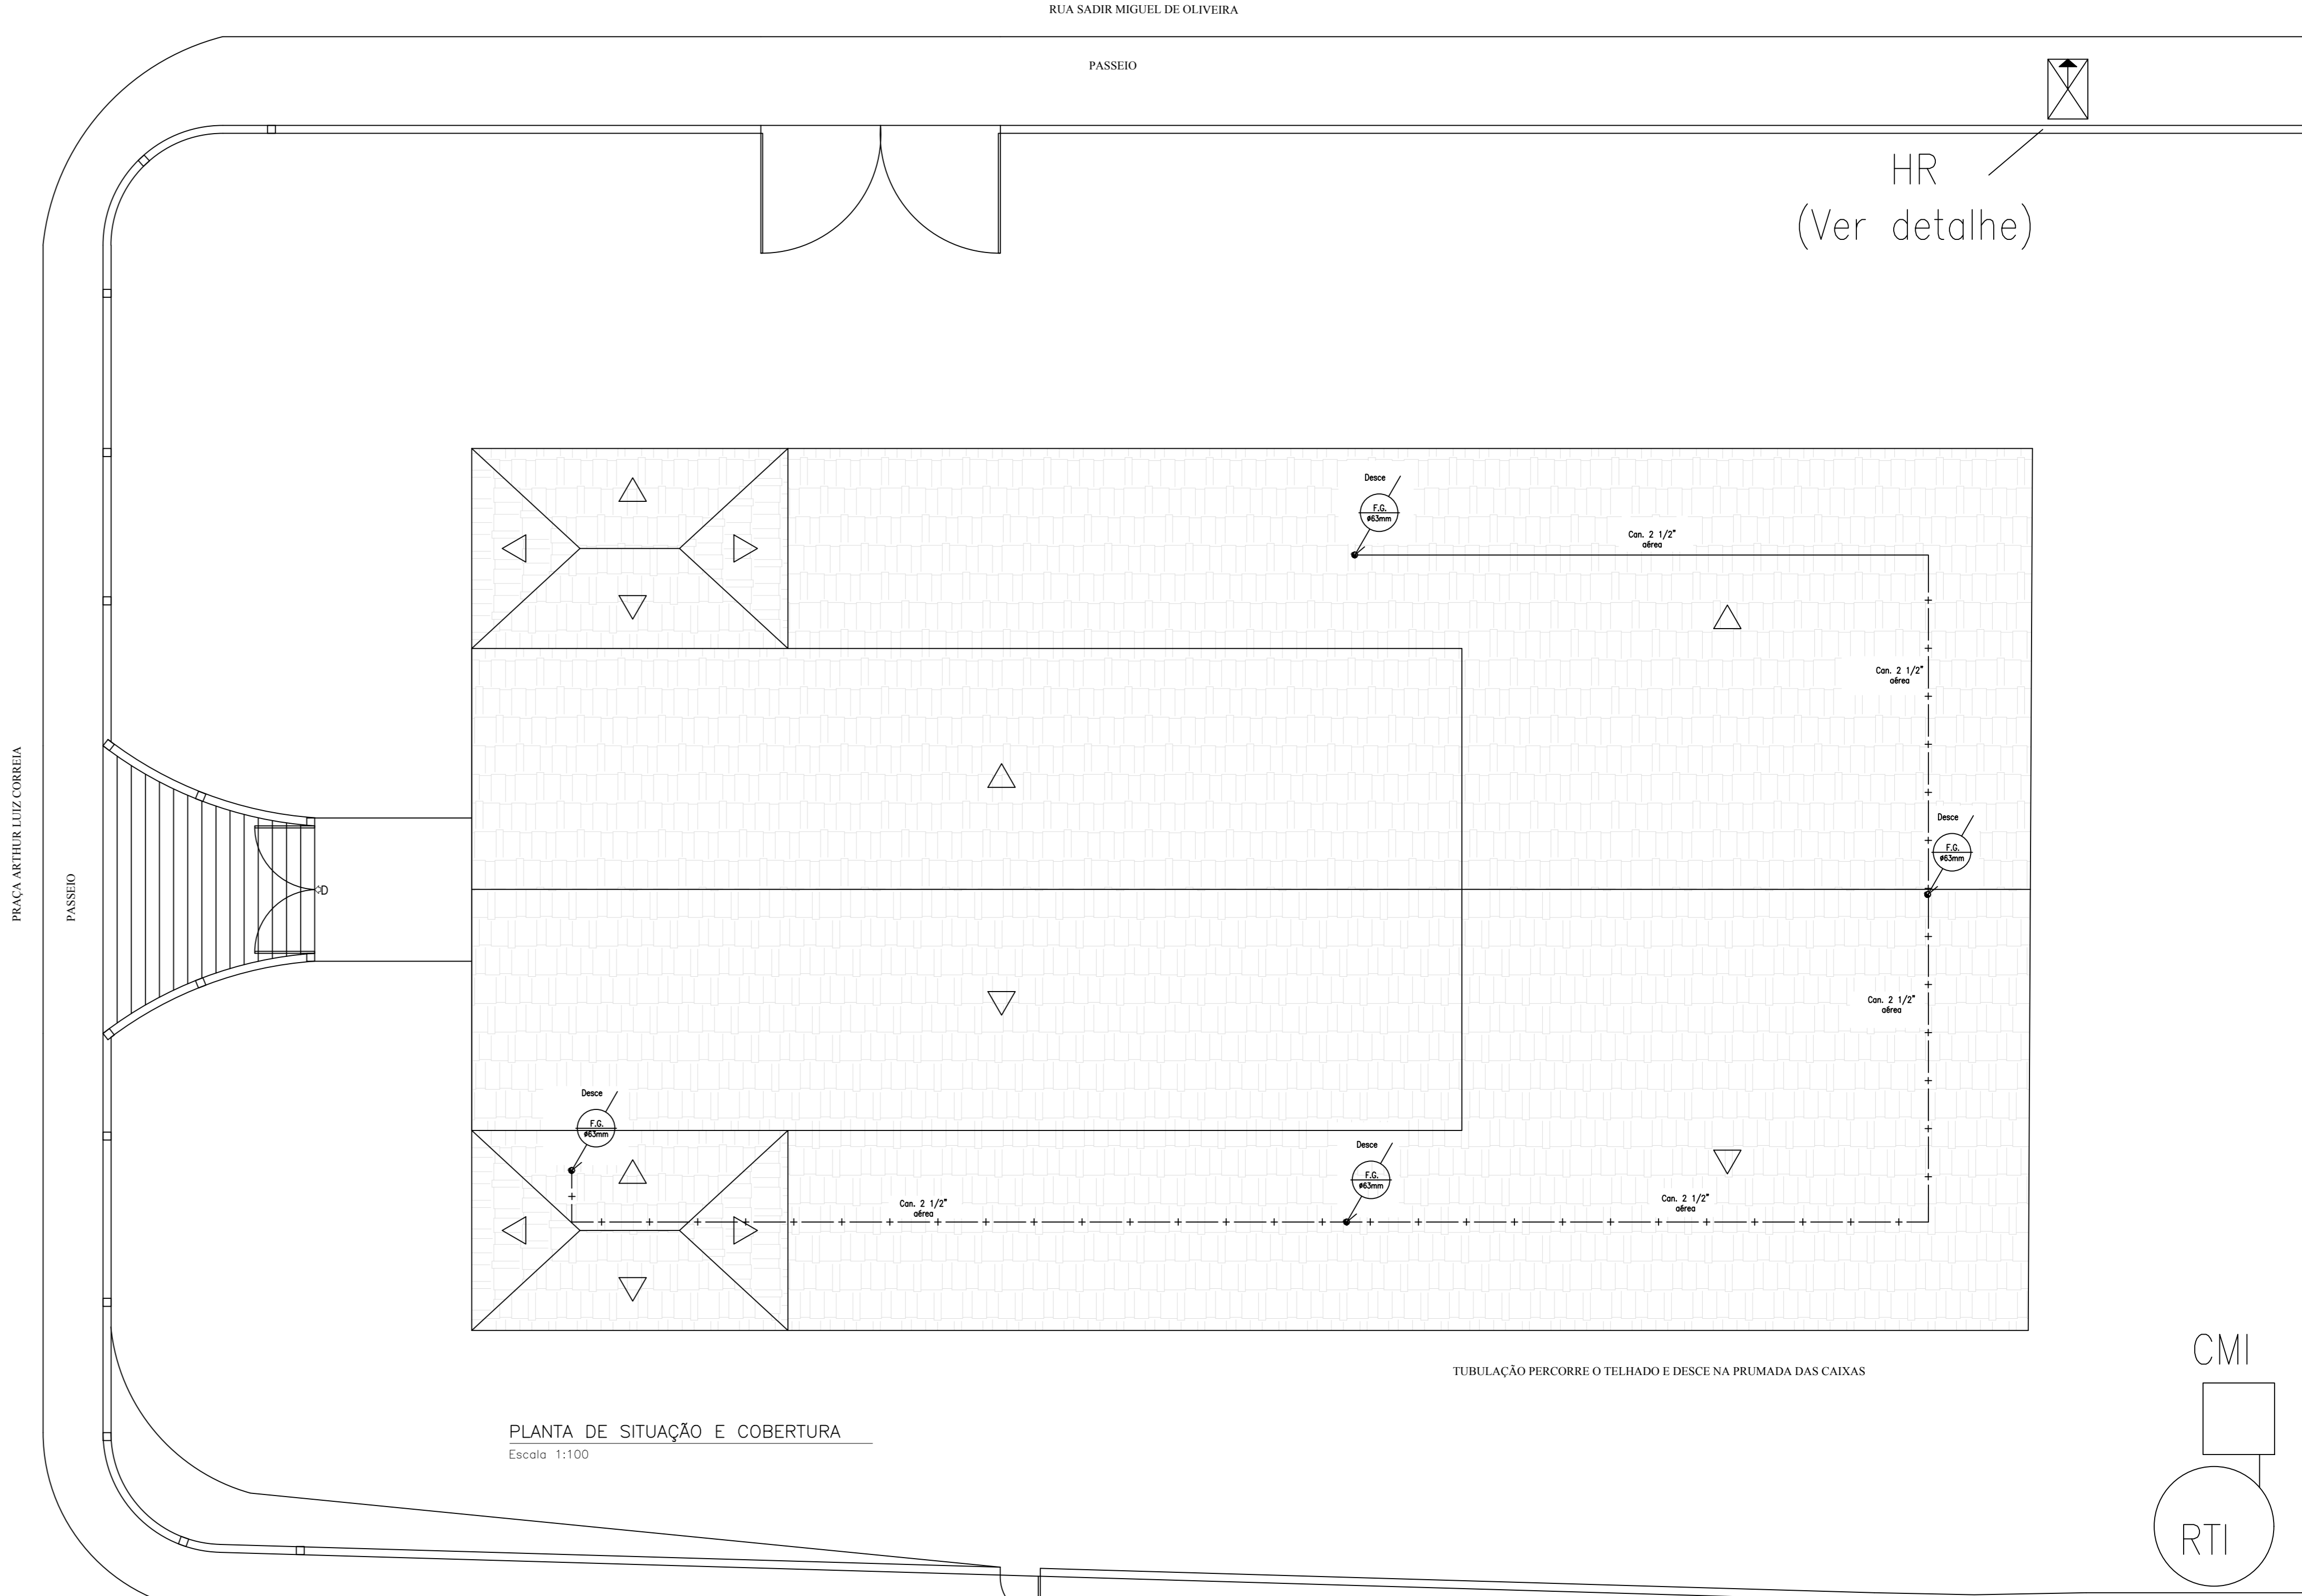 RUA SADIR MIGUEL DE OLIVEIRA
PASSEIO
HR
(Ver detalhe)
Desce
F.G.
ø63mm
Can. 2 1/2"
aérea
Can. 2 1/2"
aérea
Desce
F.G.
ø63mm
PRAÇA ARTHUR LUIZ CORREIA
PASSEIO
D
Can. 2 1/2"
aérea
Desce
F.G.
ø63mm
Desce
F.G.
ø63mm
Can. 2 1/2"
aérea
Can. 2 1/2"
aérea
TUBULAÇÃO PERCORRE O TELHADO E DESCE NA PRUMADA DAS CAIXAS
CMI
PLANTA DE SITUAÇÃO E COBERTURA
Escala 1:100
RTI